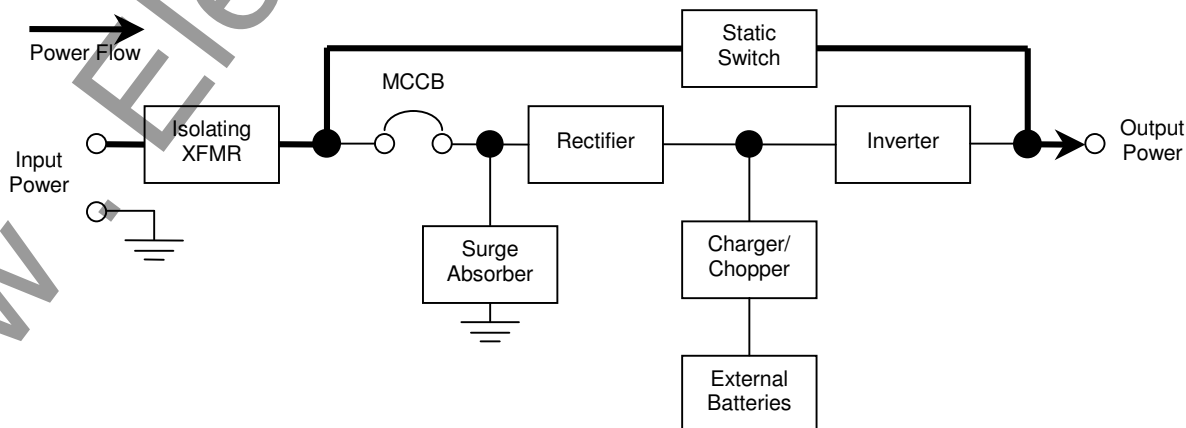 Power Flow
Static
Switch
MCCB
Isolating
XFMR
Rectifier
Inverter
Output
Power
Input
Power
Surge
Absorber
Charger/
Chopper
External
Batteries
w . Ele